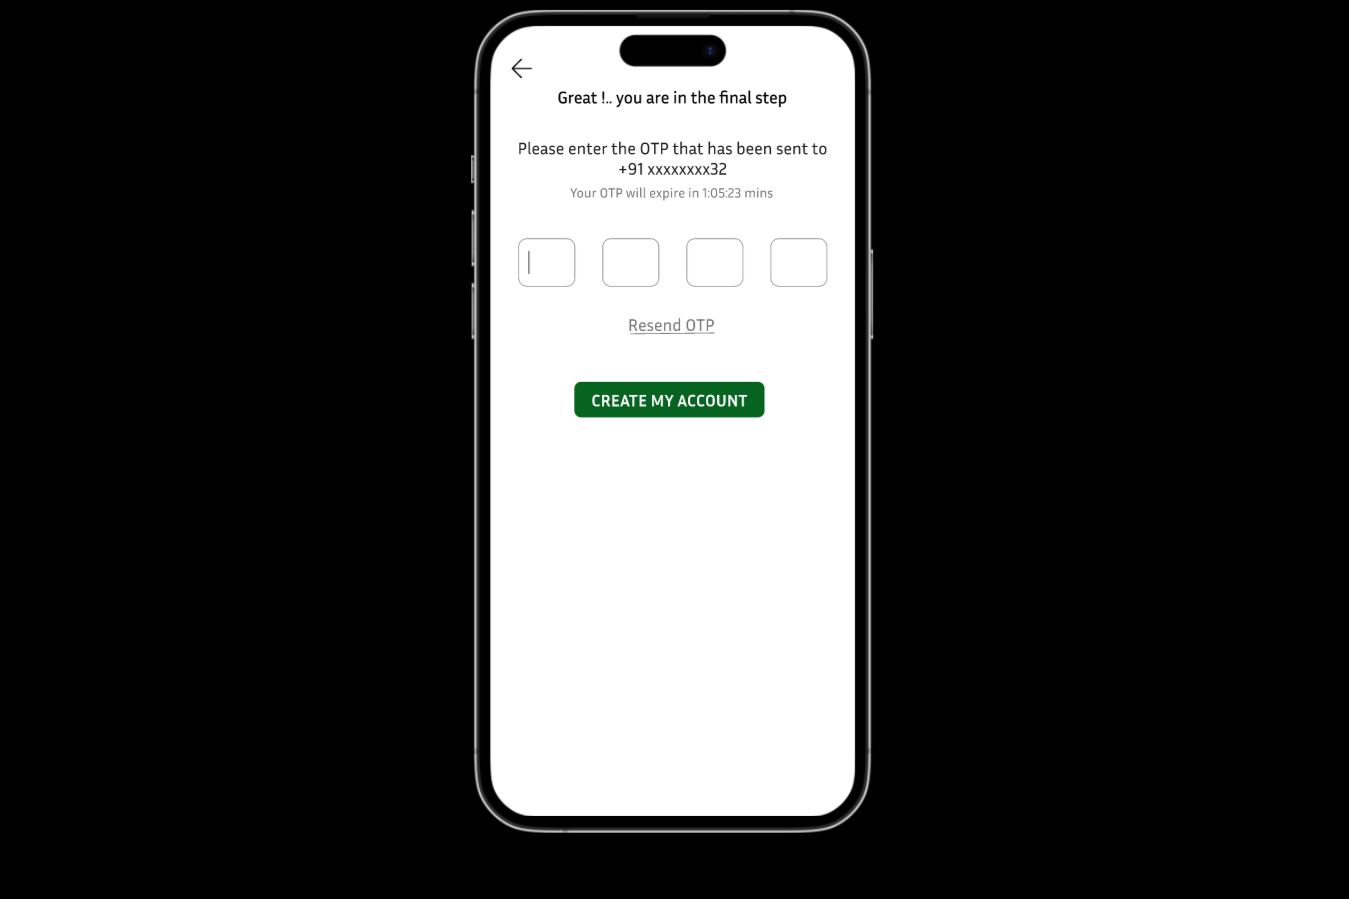 Great !.. you are in the final step
Please enter the OTP that has been sent to
+91 xxxxxxxx32
Your OTP will expire in 1:05:23 mins
Resend OTP
CREATE MY ACCOUNT